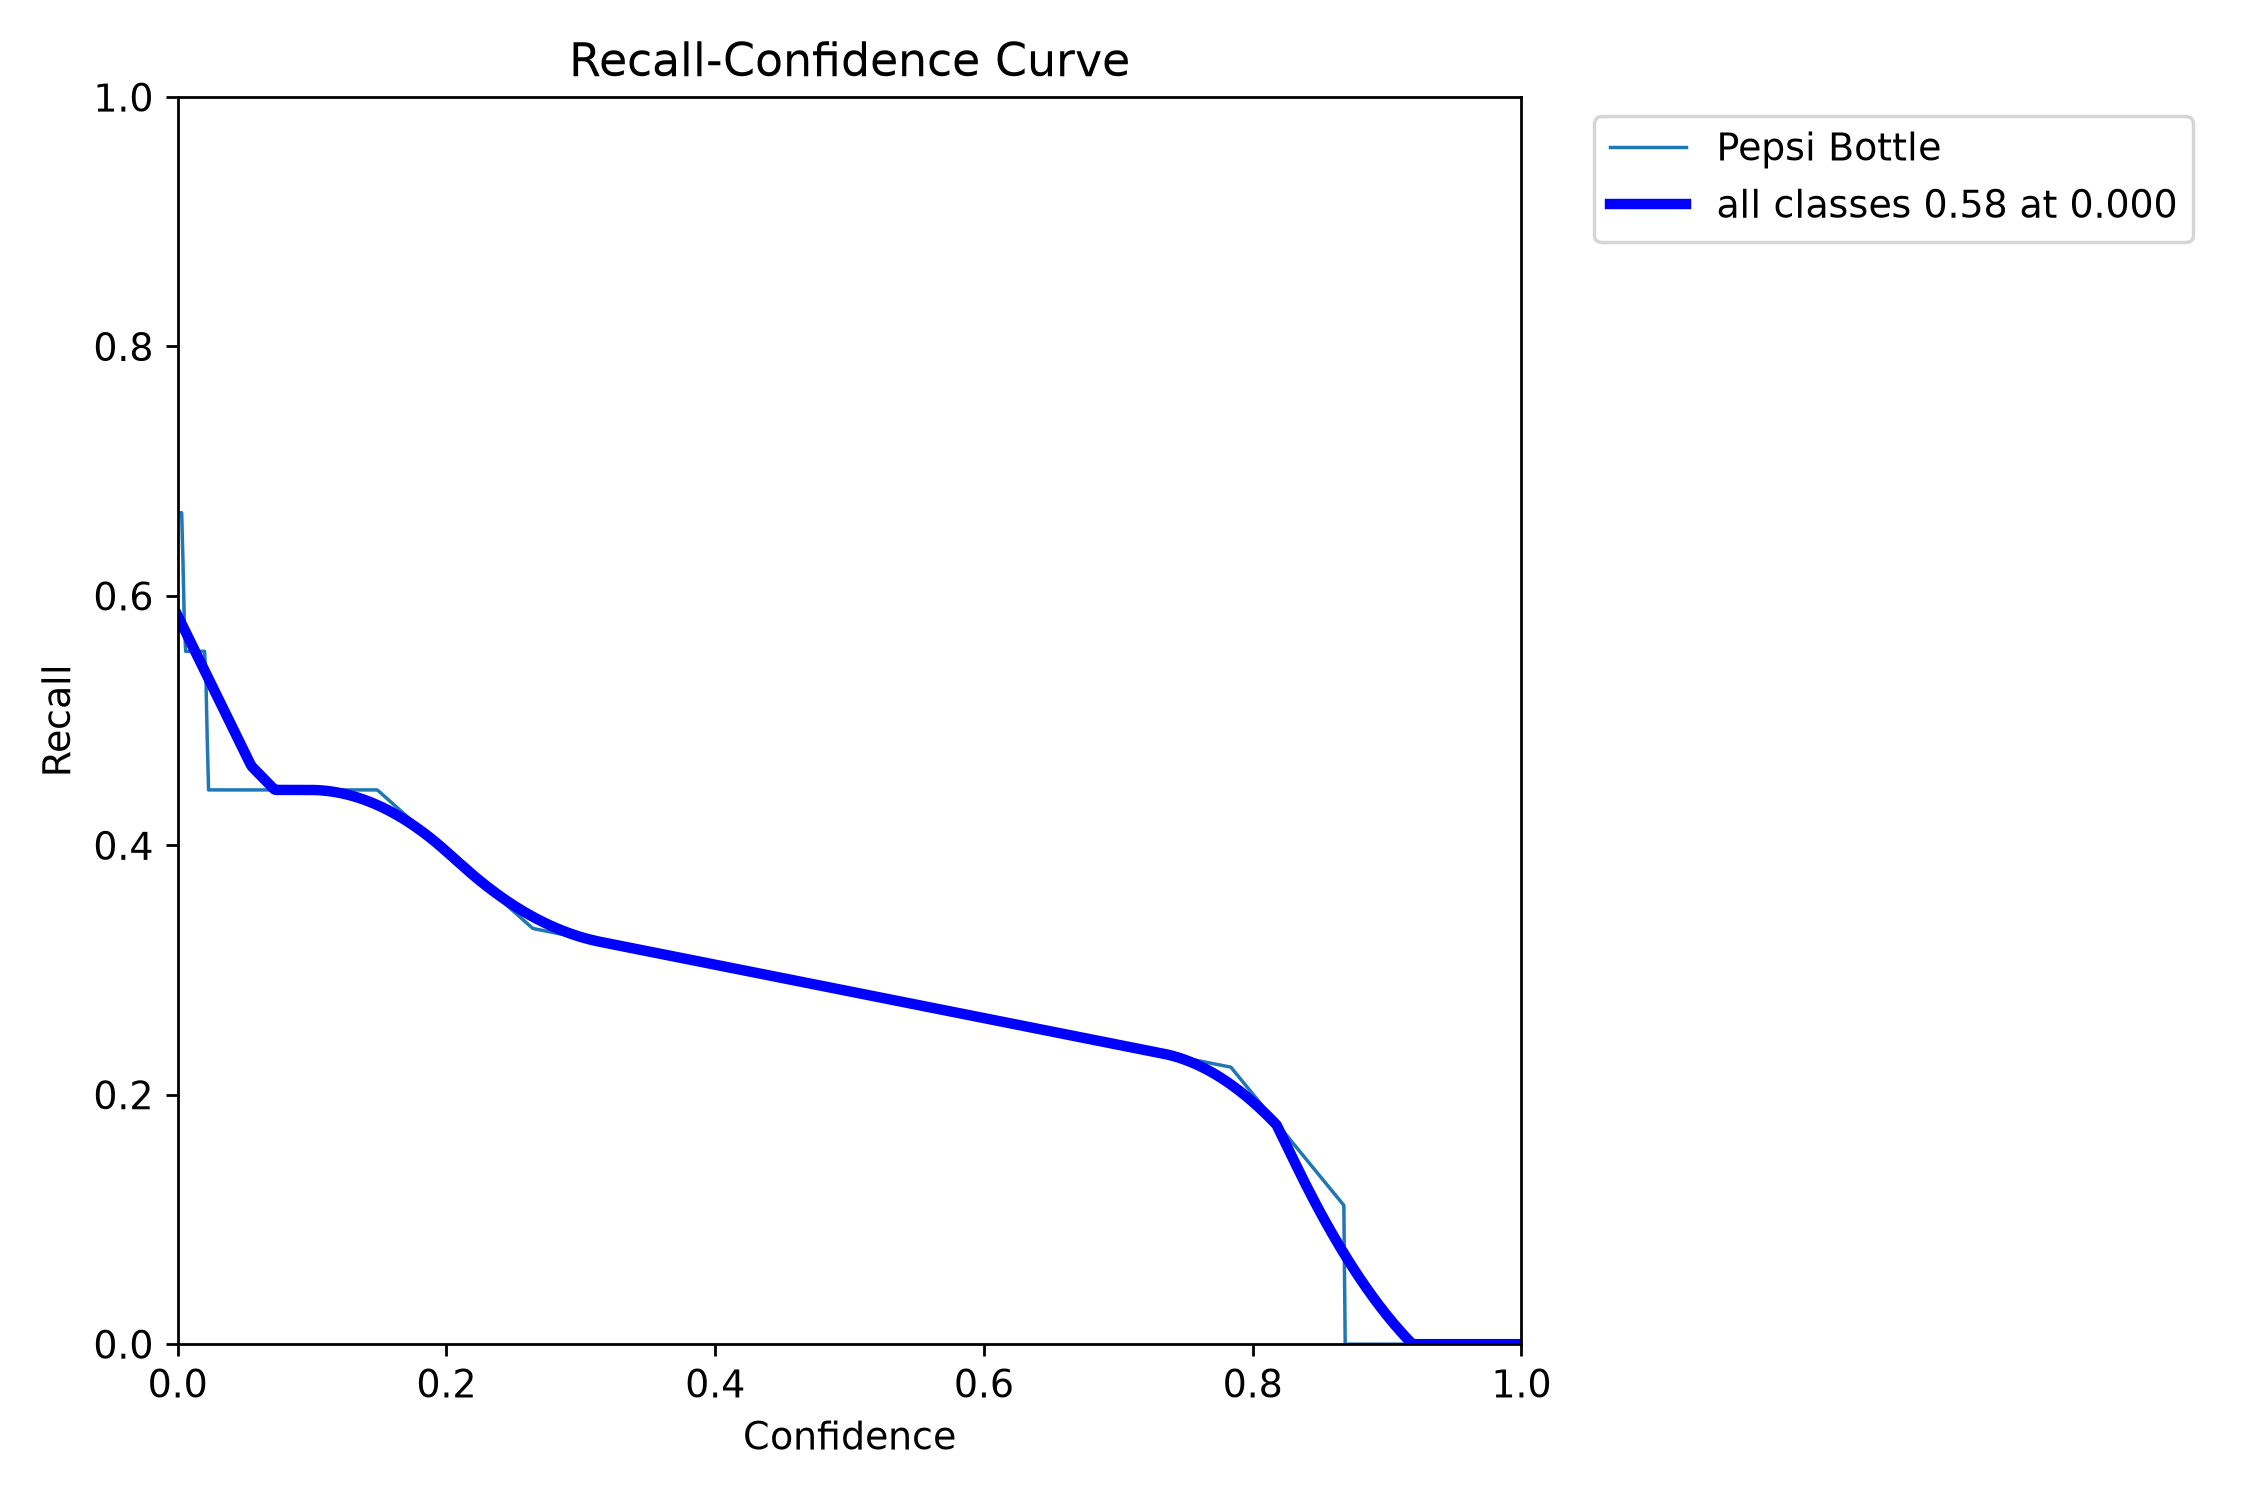 Recall-Confidence Curve
1.0
0.8
0.6
0.4
0.2
0.0
Recall
0.0 0.2 0.4 0.6 0.8 1.0
Confidence
Pepsi Bottle
all classes 0.58 at 0.000